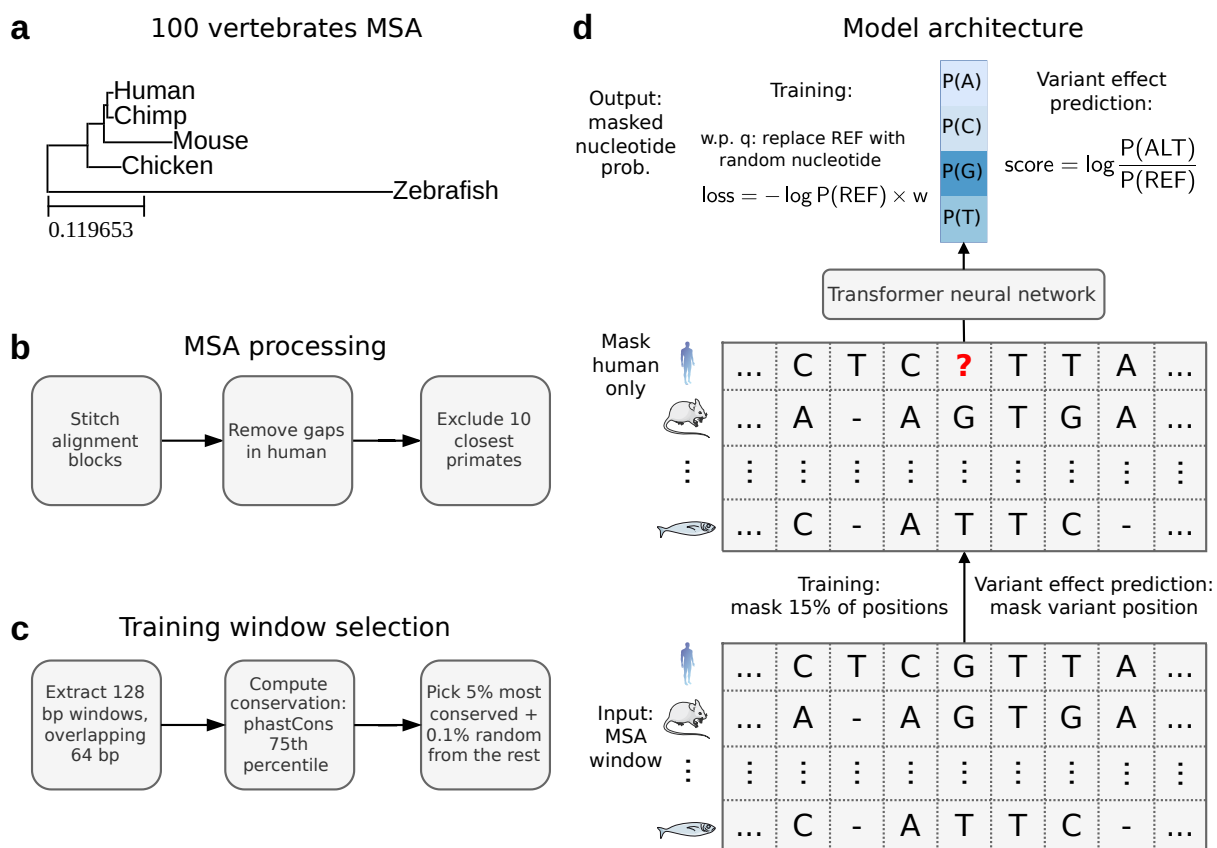 a
100 vertebrates MSA
Human
Chimp
Mouse
Chicken
Zebrafish
0.119653
b
MSA processing
Stitch
alignment
blocks
Remove gaps
in human
Exclude 10
closest
primates
c
Training window selection
Extract 128
bp windows,
overlapping
64 bp
Compute
conservation:
phastCons
75th
percentile
Pick 5% most
conserved +
0.1% random
from the rest
d
Model architecture
Output:
masked
nucleotide
prob.
Training:
w.p. q: replace REF with
random nucleotide
loss = − log P(REF) × w
P(A)
P(C)
P(G)
P(T)
Variant effect
prediction:
score = log P(ALT)
P(REF)
Transformer neural network
Mask
human
only
... C T C ? T T A ...
... A - A G T G A ...
⋮ ⋮ ⋮ ⋮ ⋮ ⋮ ⋮ ⋮ ⋮ ⋮
... C - A T T C - ...
Training:
mask 15% of positions
Variant effect prediction:
mask variant position
Input:
MSA
window
... C T C G T T A ...
... A - A G T G A ...
⋮ ⋮ ⋮ ⋮ ⋮ ⋮ ⋮ ⋮ ⋮ ⋮
... C - A T T C - ...